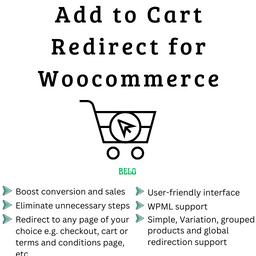 Add to Cart
Redirect for
Woocommerce
BELO
Boost conversion and sales
Eliminate unnecessary steps
Redirect to any page of your
choice e.g. checkout, cart or
terms and conditions page,
etc
User-friendly interface
WPML support
Simple, Variation, grouped
products and global
redirection support